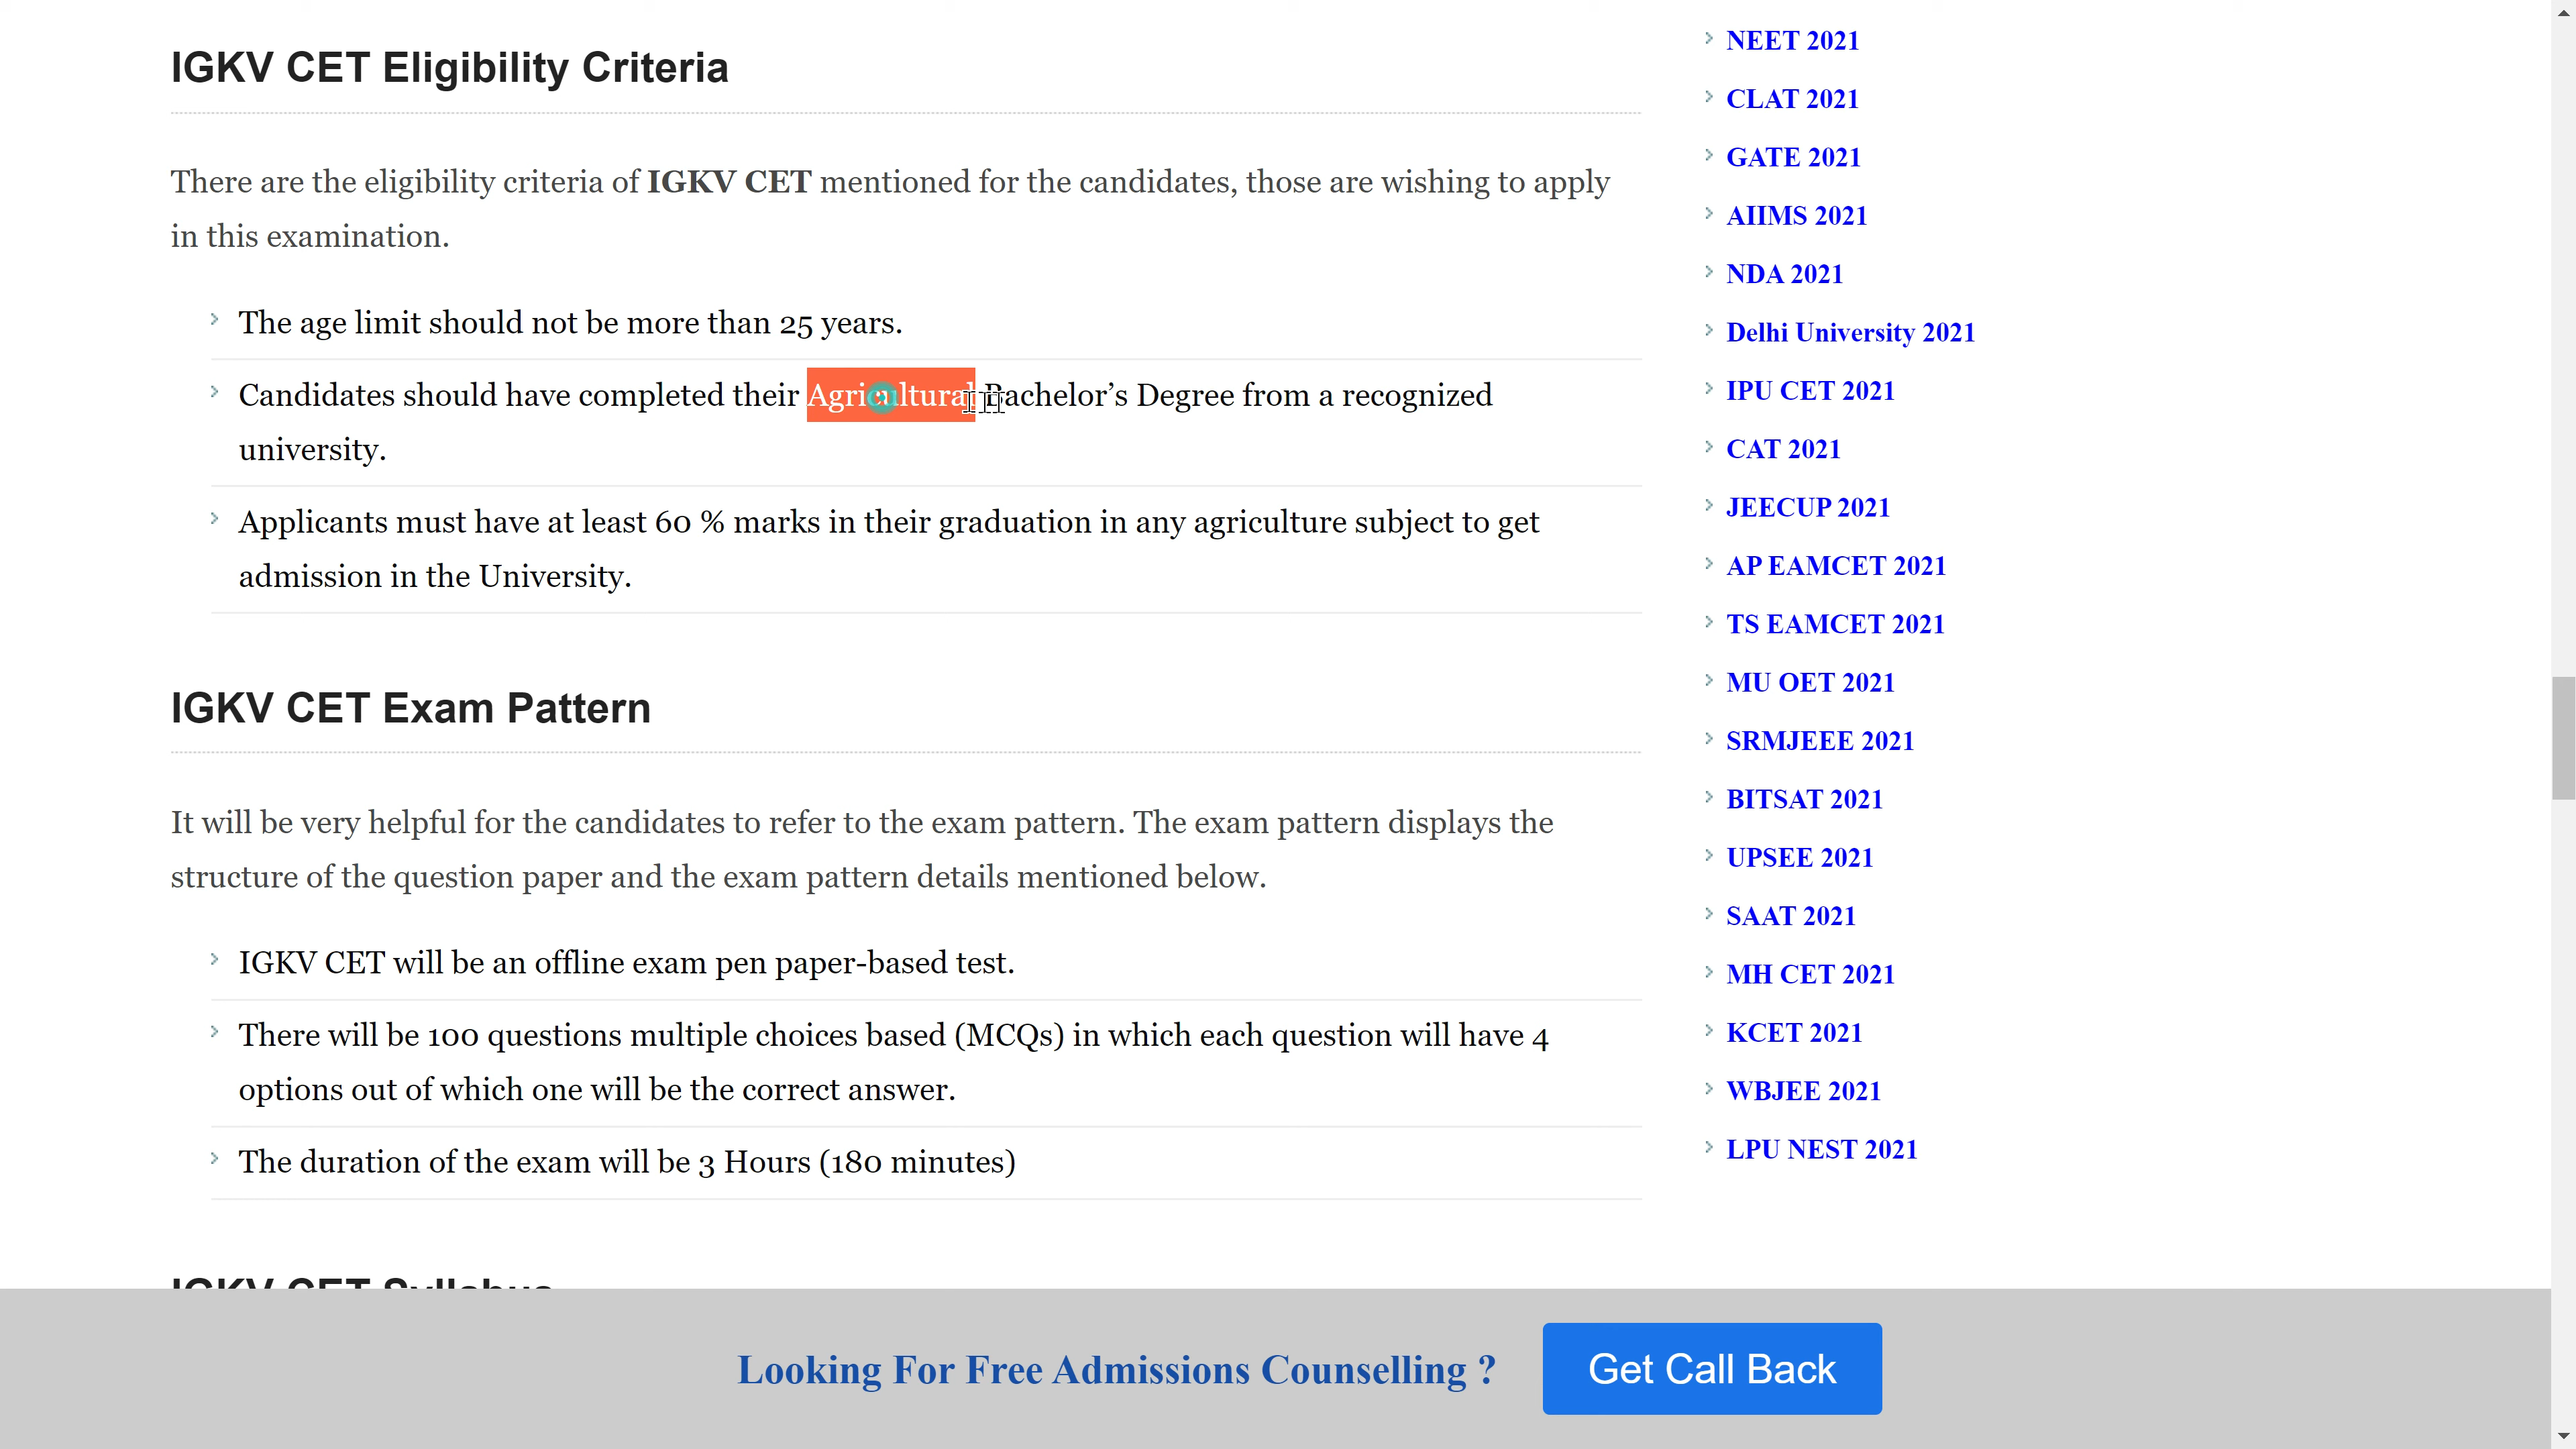 IGKV CET Eligibility Criteria
There are the eligibility criteria of IGKV CET mentioned for the candidates, those are wishing to apply
in this examination.
The age limit should not be more than 25 years.
Candidates should have completed their Agricultural Bachelor’s Degree from a recognized
university.
Applicants must have at least 60 % marks in their graduation in any agriculture subject to get
admission in the University.
IGKV CET Exam Pattern
It will be very helpful for the candidates to refer to the exam pattern. The exam pattern displays the
structure of the question paper and the exam pattern details mentioned below.
IGKV CET will be an offline exam pen paper-based test.
There will be 100 questions multiple choices based (MCQs) in which each question will have 4
options out of which one will be the correct answer.
The duration of the exam will be 3 Hours (180 minutes)
IGKV CET Syllabus
NEET 2021
CLAT 2021
GATE 2021
AIIMS 2021
NDA 2021
Delhi University 2021
IPU CET 2021
CAT 2021
JEECUP 2021
AP EAMCET 2021
TS EAMCET 2021
MU OET 2021
SRMJEEE 2021
BITSAT 2021
UPSEE 2021
SAAT 2021
MH CET 2021
KCET 2021
WBJEE 2021
LPU NEST 2021
Looking For Free Admissions Counselling ?
Get Call Back